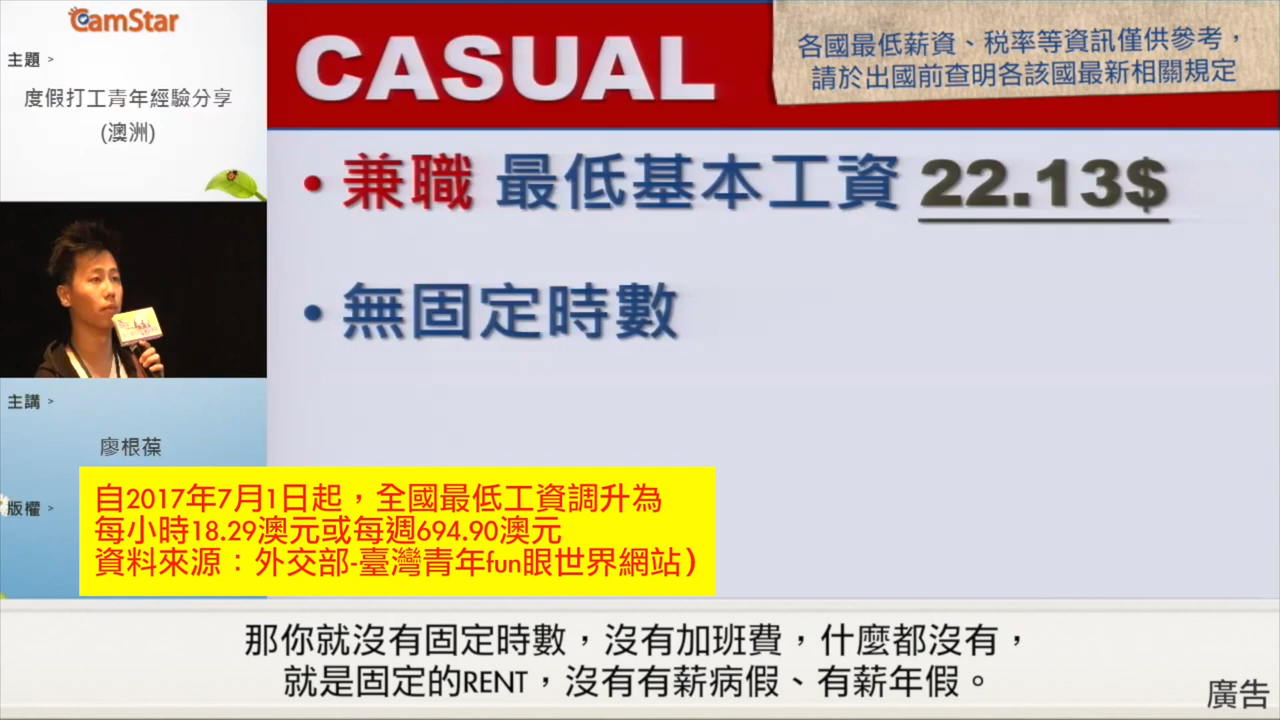 CamStar
主題 >
度假打工青年經驗分享
(澳洲)
主講 >
廖根葆
版權 >
CASUAL
各國最低薪資、税率等資訊僅供參考，
請於出國前查明各該國最新相關規定
• 兼職 最低基本工資 22.13$
• 無固定時數
自2017年7月1日起，全國最低工資調升為
每小時18.29澳元或每週694.90澳元
資料來源：外交部-臺灣青年fun眼世界網站）
那你就沒有固定時數，沒有加班費，什麼都沒有，
就是固定的RENT，沒有有薪病假、有薪年假。
廣告